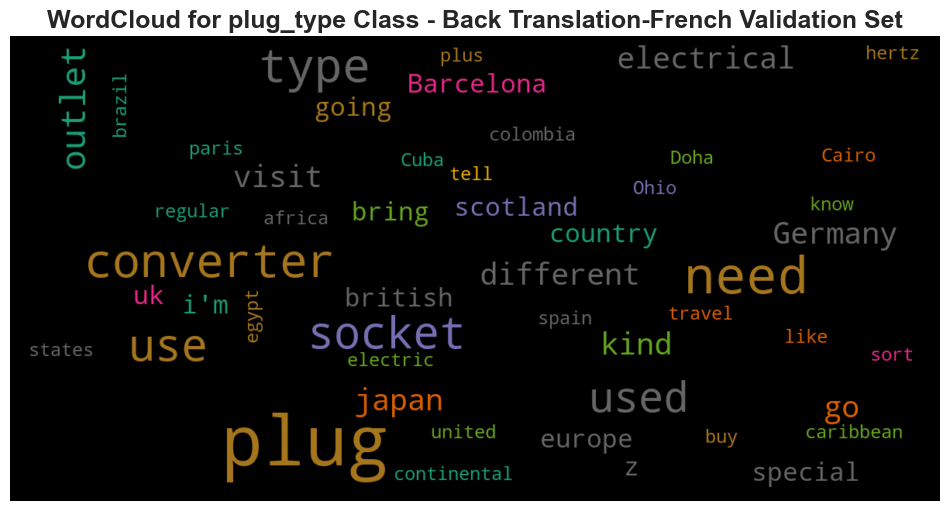 WordCloud for plug_type Class - Back Translation-French Validation Set
type
plus
electrical
hertz
outlet
brazil
Barcelona
going
colombia
paris
Cuba
tell
Doha
Cairo
visit
Ohio
regular
africa
bring
scotland
know
country
Germany
converter
different
need
uk
i'm
egypt
british
socket
spain
travel
states
use
electric
kind
like
sort
japan
used
go
plug
united
europe
buy
caribbean
continental
z
special